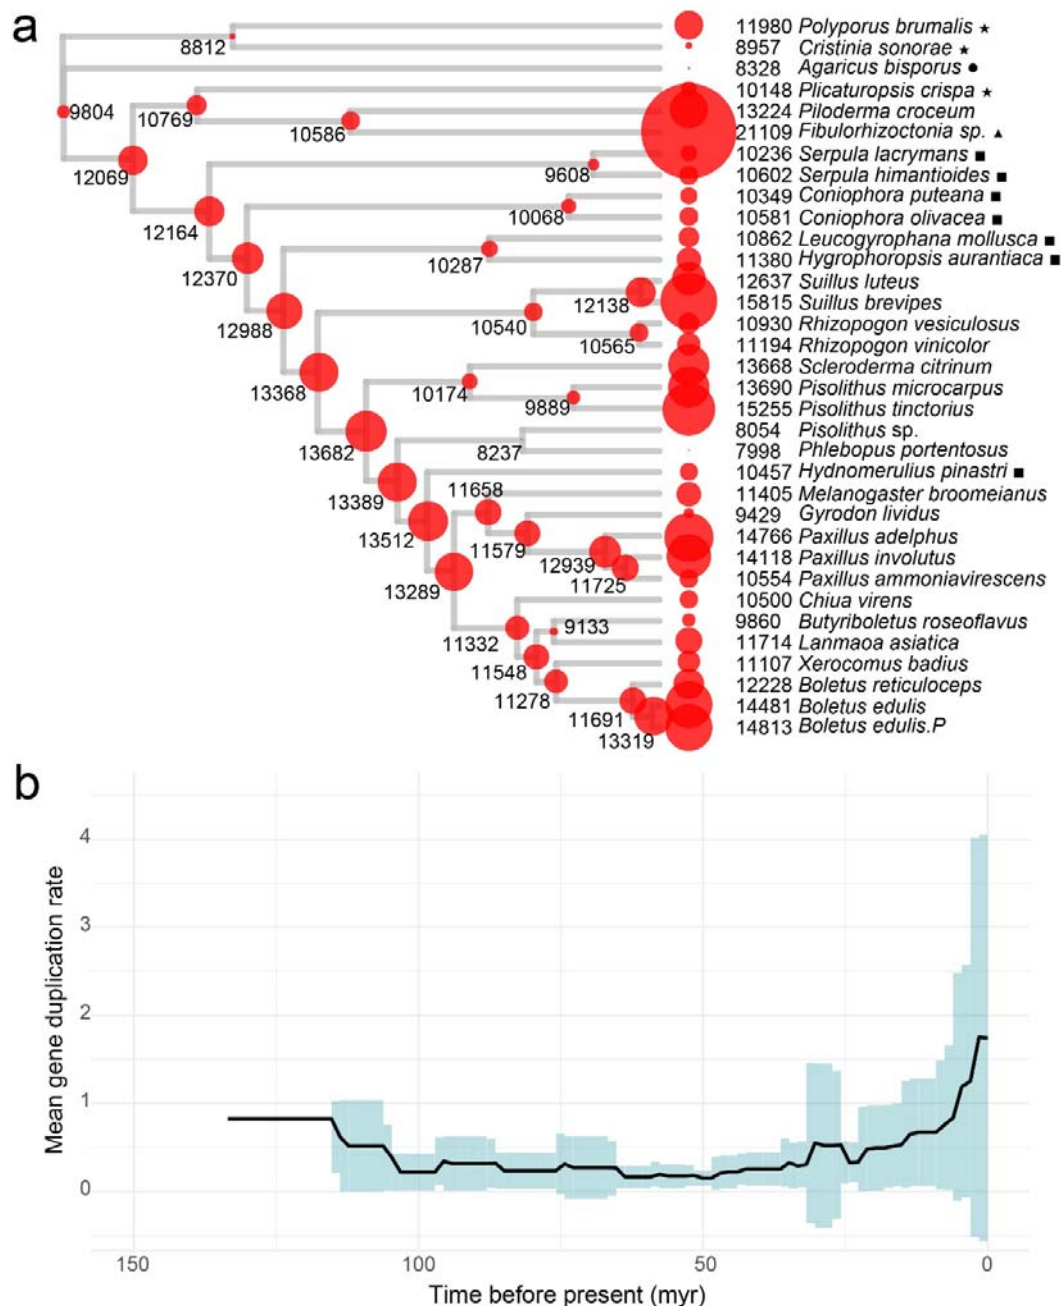 a
11980 Polyporus brumalis ★
8812
8957 Cristinia sonorae ★
8328 Agaricus bisporus ●
10148 Plicaturopsis crispa ★
9804
10769
13224 Piloderma croceum
10586
21109 Fibulorhizoctonia sp. ▲
12069
10236 Serpula lacrymans ■
9608
10602 Serpula himantioides ■
10349 Coniophora puteana ■
12164
10068
10581 Coniophora olivacea ■
10862 Leucogyrophana mollusca ■
12370
10287
11380 Hygrophoropsis aurantiaca ■
12637 Suillus luteus
12138
15815 Suillus brevipes
12988
10540
10930 Rhizopogon vesiculosus
10565
11194 Rhizopogon vinicolor
13368
13668 Scleroderma citrinum
10174
13690 Pisolithus microcarpus
9889
15255 Pisolithus tinctorius
8054 Pisolithus sp.
13682
8237
7998 Phlebopus portentosus
13389
10457 Hydnomerulius pinastri ■
11658
11405 Melanogaster broomeianus
9429 Gyrodon lividus
13512
11579
14766 Paxillus adelphus
12939
14118 Paxillus involutus
13289
11725
10554 Paxillus ammoniavirescens
10500 Chiua virens
9133
9860 Butyriboletus roseoflavus
11332
11714 Lanmaoa asiatica
11548
11107 Xerocomus badius
11278
12228 Boletus reticuloceps
11691
14481 Boletus edulis
13319
14813 Boletus edulis.P
b
Mean gene duplication rate
4
3
2
1
0
150
100
50
0
Time before present (myr)